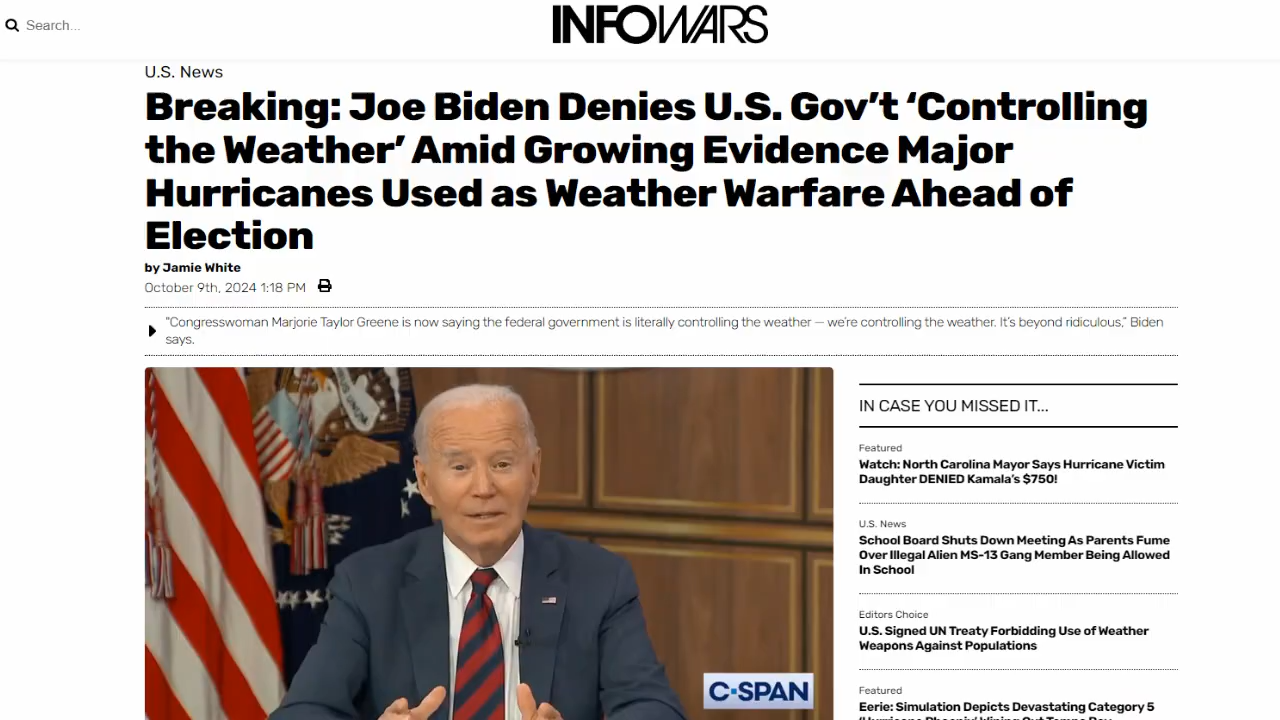 Search...
INFOWARS
U.S. News
Breaking: Joe Biden Denies U.S. Gov’t ‘Controlling
the Weather’ Amid Growing Evidence Major
Hurricanes Used as Weather Warfare Ahead of
Election
by Jamie White
October 9th, 2024 1:18 PM
"Congresswoman Marjorie Taylor Greene is now saying the federal government is literally controlling the weather — we're controlling the weather. It's beyond ridiculous," Biden
says.
C-SPAN
IN CASE YOU MISSED IT...
Featured
Watch: North Carolina Mayor Says Hurricane Victim
Daughter DENIED Kamala’s $750!
U.S. News
School Board Shuts Down Meeting As Parents Fume
Over Illegal Alien MS-13 Gang Member Being Allowed
In School
Editors Choice
U.S. Signed UN Treaty Forbidding Use of Weather
Weapons Against Populations
Featured
Eerie: Simulation Depicts Devastating Category 5